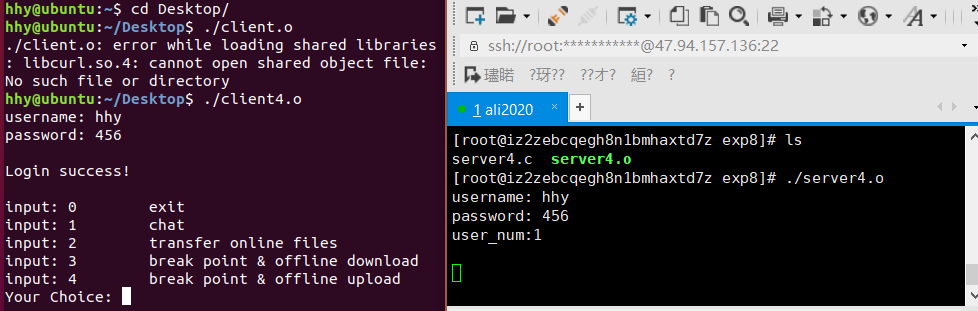 hhy@ubuntu:~$ cd Desktop/
hhy@ubuntu:~/Desktop$ ./client.o
./client.o: error while loading shared libraries
: libcurl.so.4: cannot open shared object file:
No such file or directory
hhy@ubuntu:~/Desktop$ ./client4.o
username: hhy
password: 456
Login success!
input: 0 exit
input: 1 chat
input: 2 transfer online files
input: 3 break point & offline download
input: 4 break point & offline upload
Your Choice:
ssh://root:***********@47.94.157.136:22
?玡?? ??才? 絙? ?
1 ali2020
[root@iz2zebcqegh8n1bmhaxtd7z exp8]# ls
server4.c server4.o
[root@iz2zebcqegh8n1bmhaxtd7z exp8]# ./server4.o
username: hhy
password: 456
user_num:1